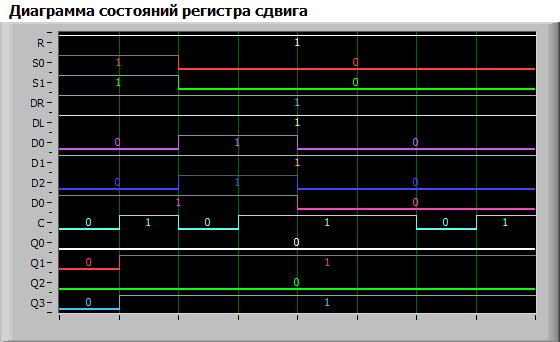 Диаграмма состояний регистра сдвига
R 1
S0 1 0
S1 1 0
DR 1
DL 1
D0 0 1 0
D1 1
D2 0 1 0
D0 1 0
C 0 1 0 1 0 1
Q0 0
Q1 0 1
Q2 0
Q3 0 1